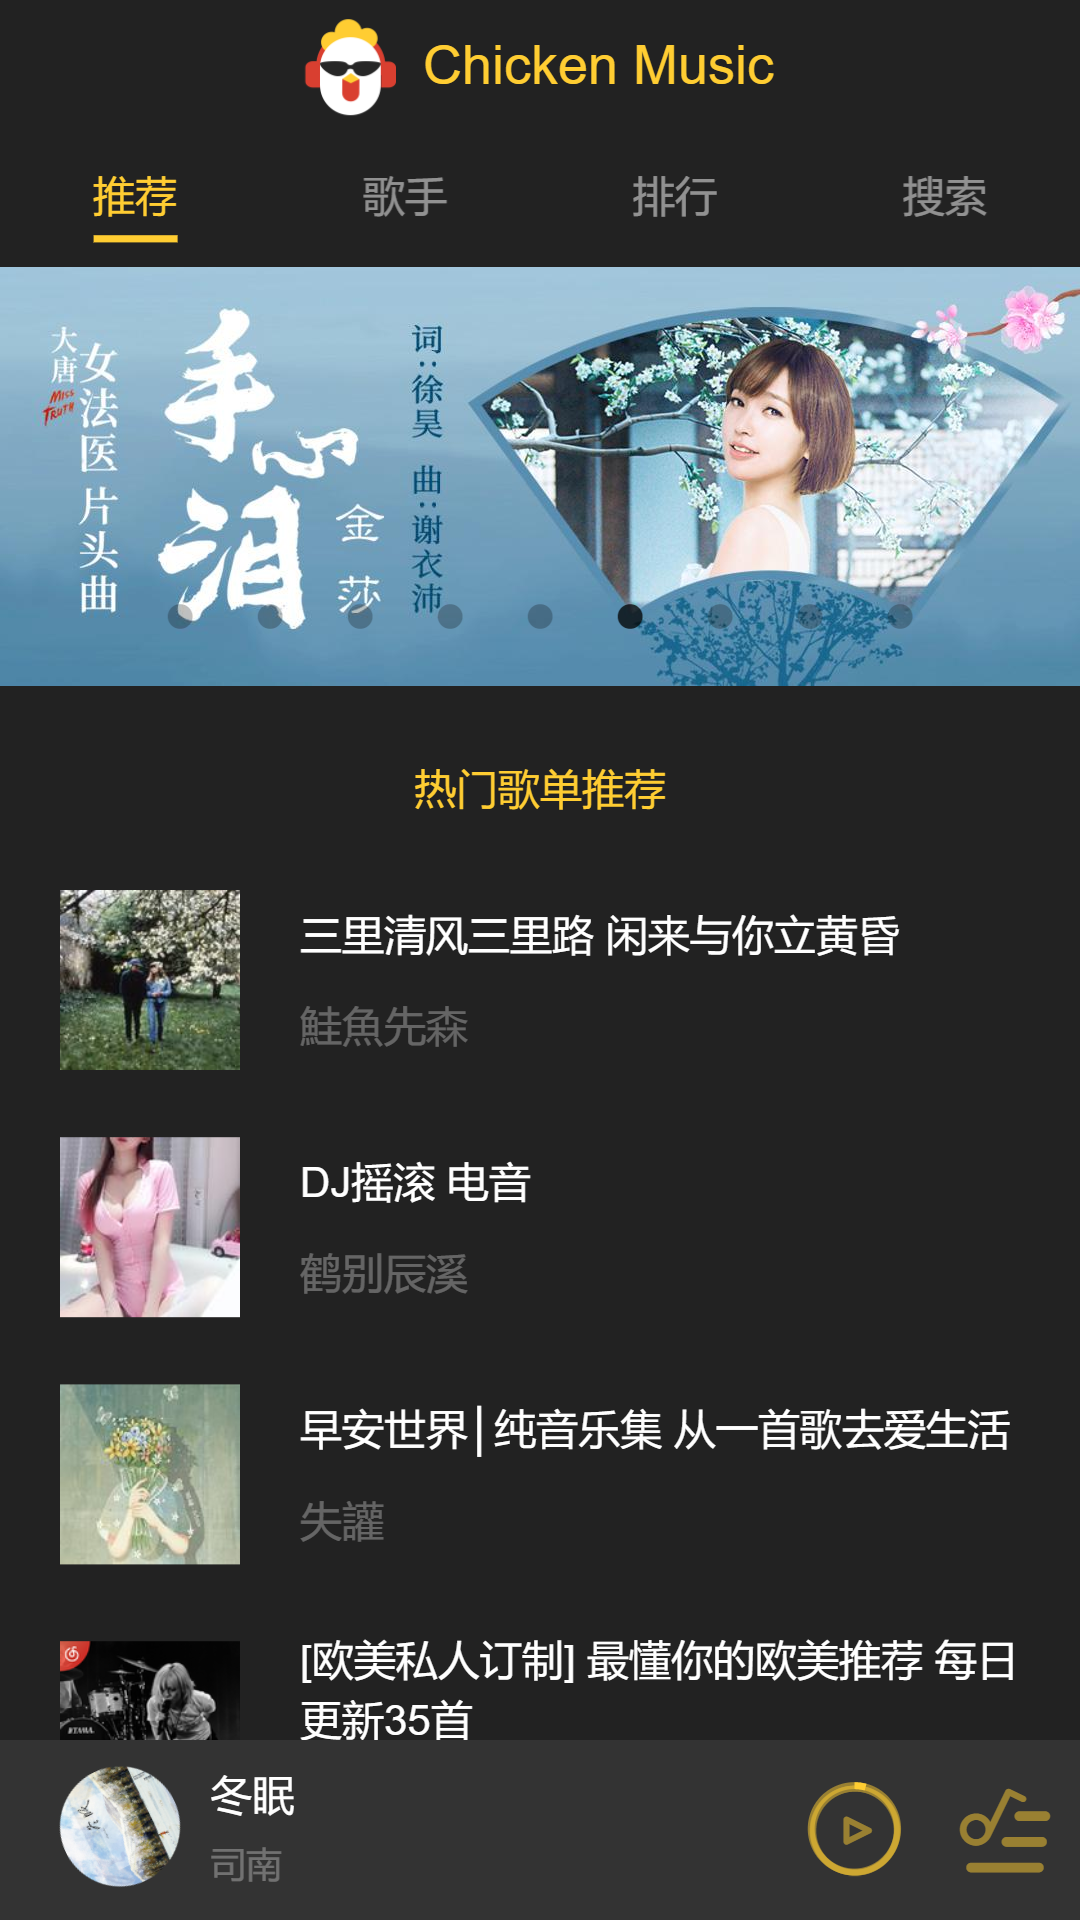 Chicken Music
推荐 歌手 排行 搜索
大唐
Miss Truth
女法医片头曲
手心泪
金莎
词:徐昊 曲:谢衣沛
热门歌单推荐
三里清风三里路 闲来与你立黄昏
鮭魚先森
DJ摇滚 电音
鹤别辰溪
早安世界|纯音乐集 从一首歌去爱生活
失讙
[欧美私人订制] 最懂你的欧美推荐 每日
更新35首
TAMA
冬眠
司南